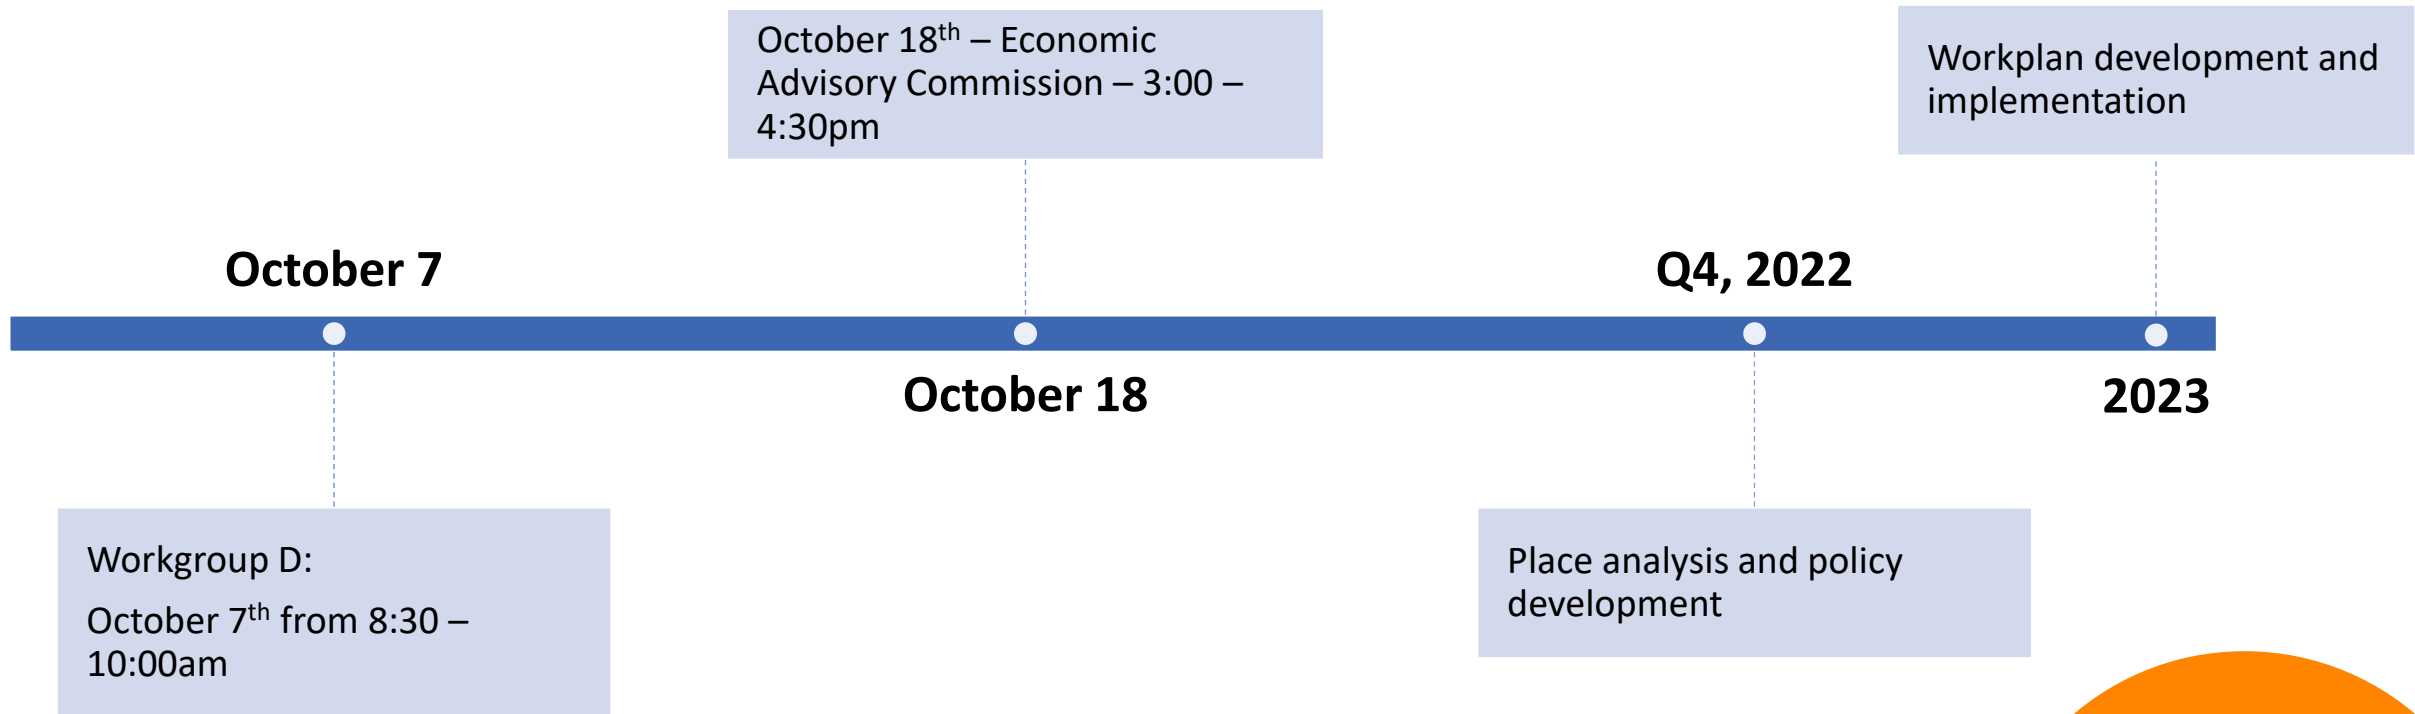 October 18th – Economic
Advisory Commission – 3:00 –
4:30pm
Workplan development and
implementation
October 7
Q4, 2022
October 18
2023
Workgroup D:
October 7th from 8:30 –
10:00am
Place analysis and policy
development